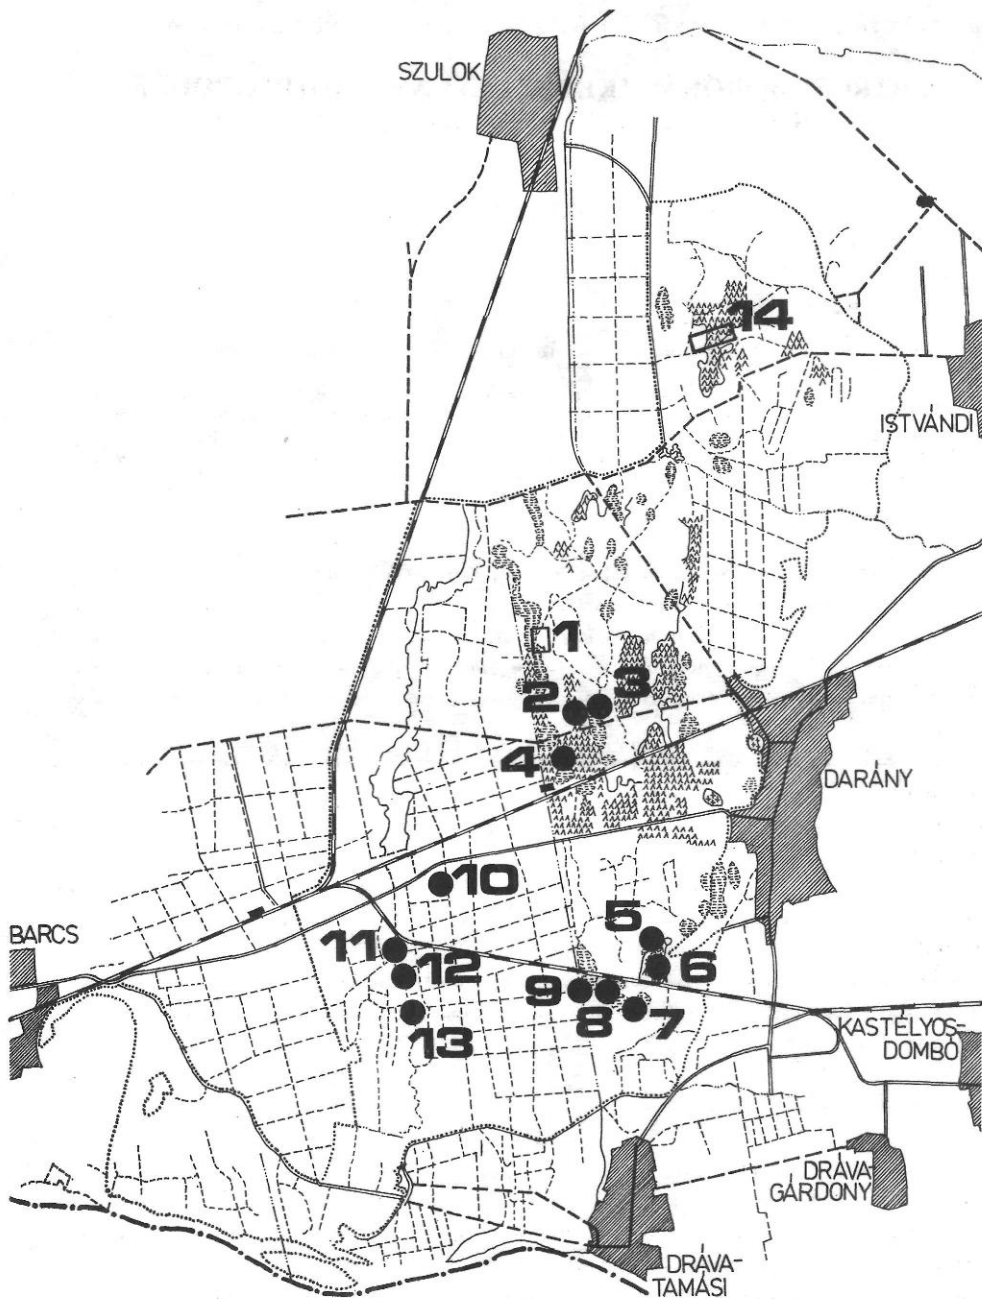 SZULOK
14
ISTVÁNDI
1
2
3
4
DARÁNY
10
5
BARCS
11
12
6
9
8
7
13
KASTÉLYOS-
DOMBÓ
DRÁVA-
GÁRDONY
DRÁVA-
TAMÁSI